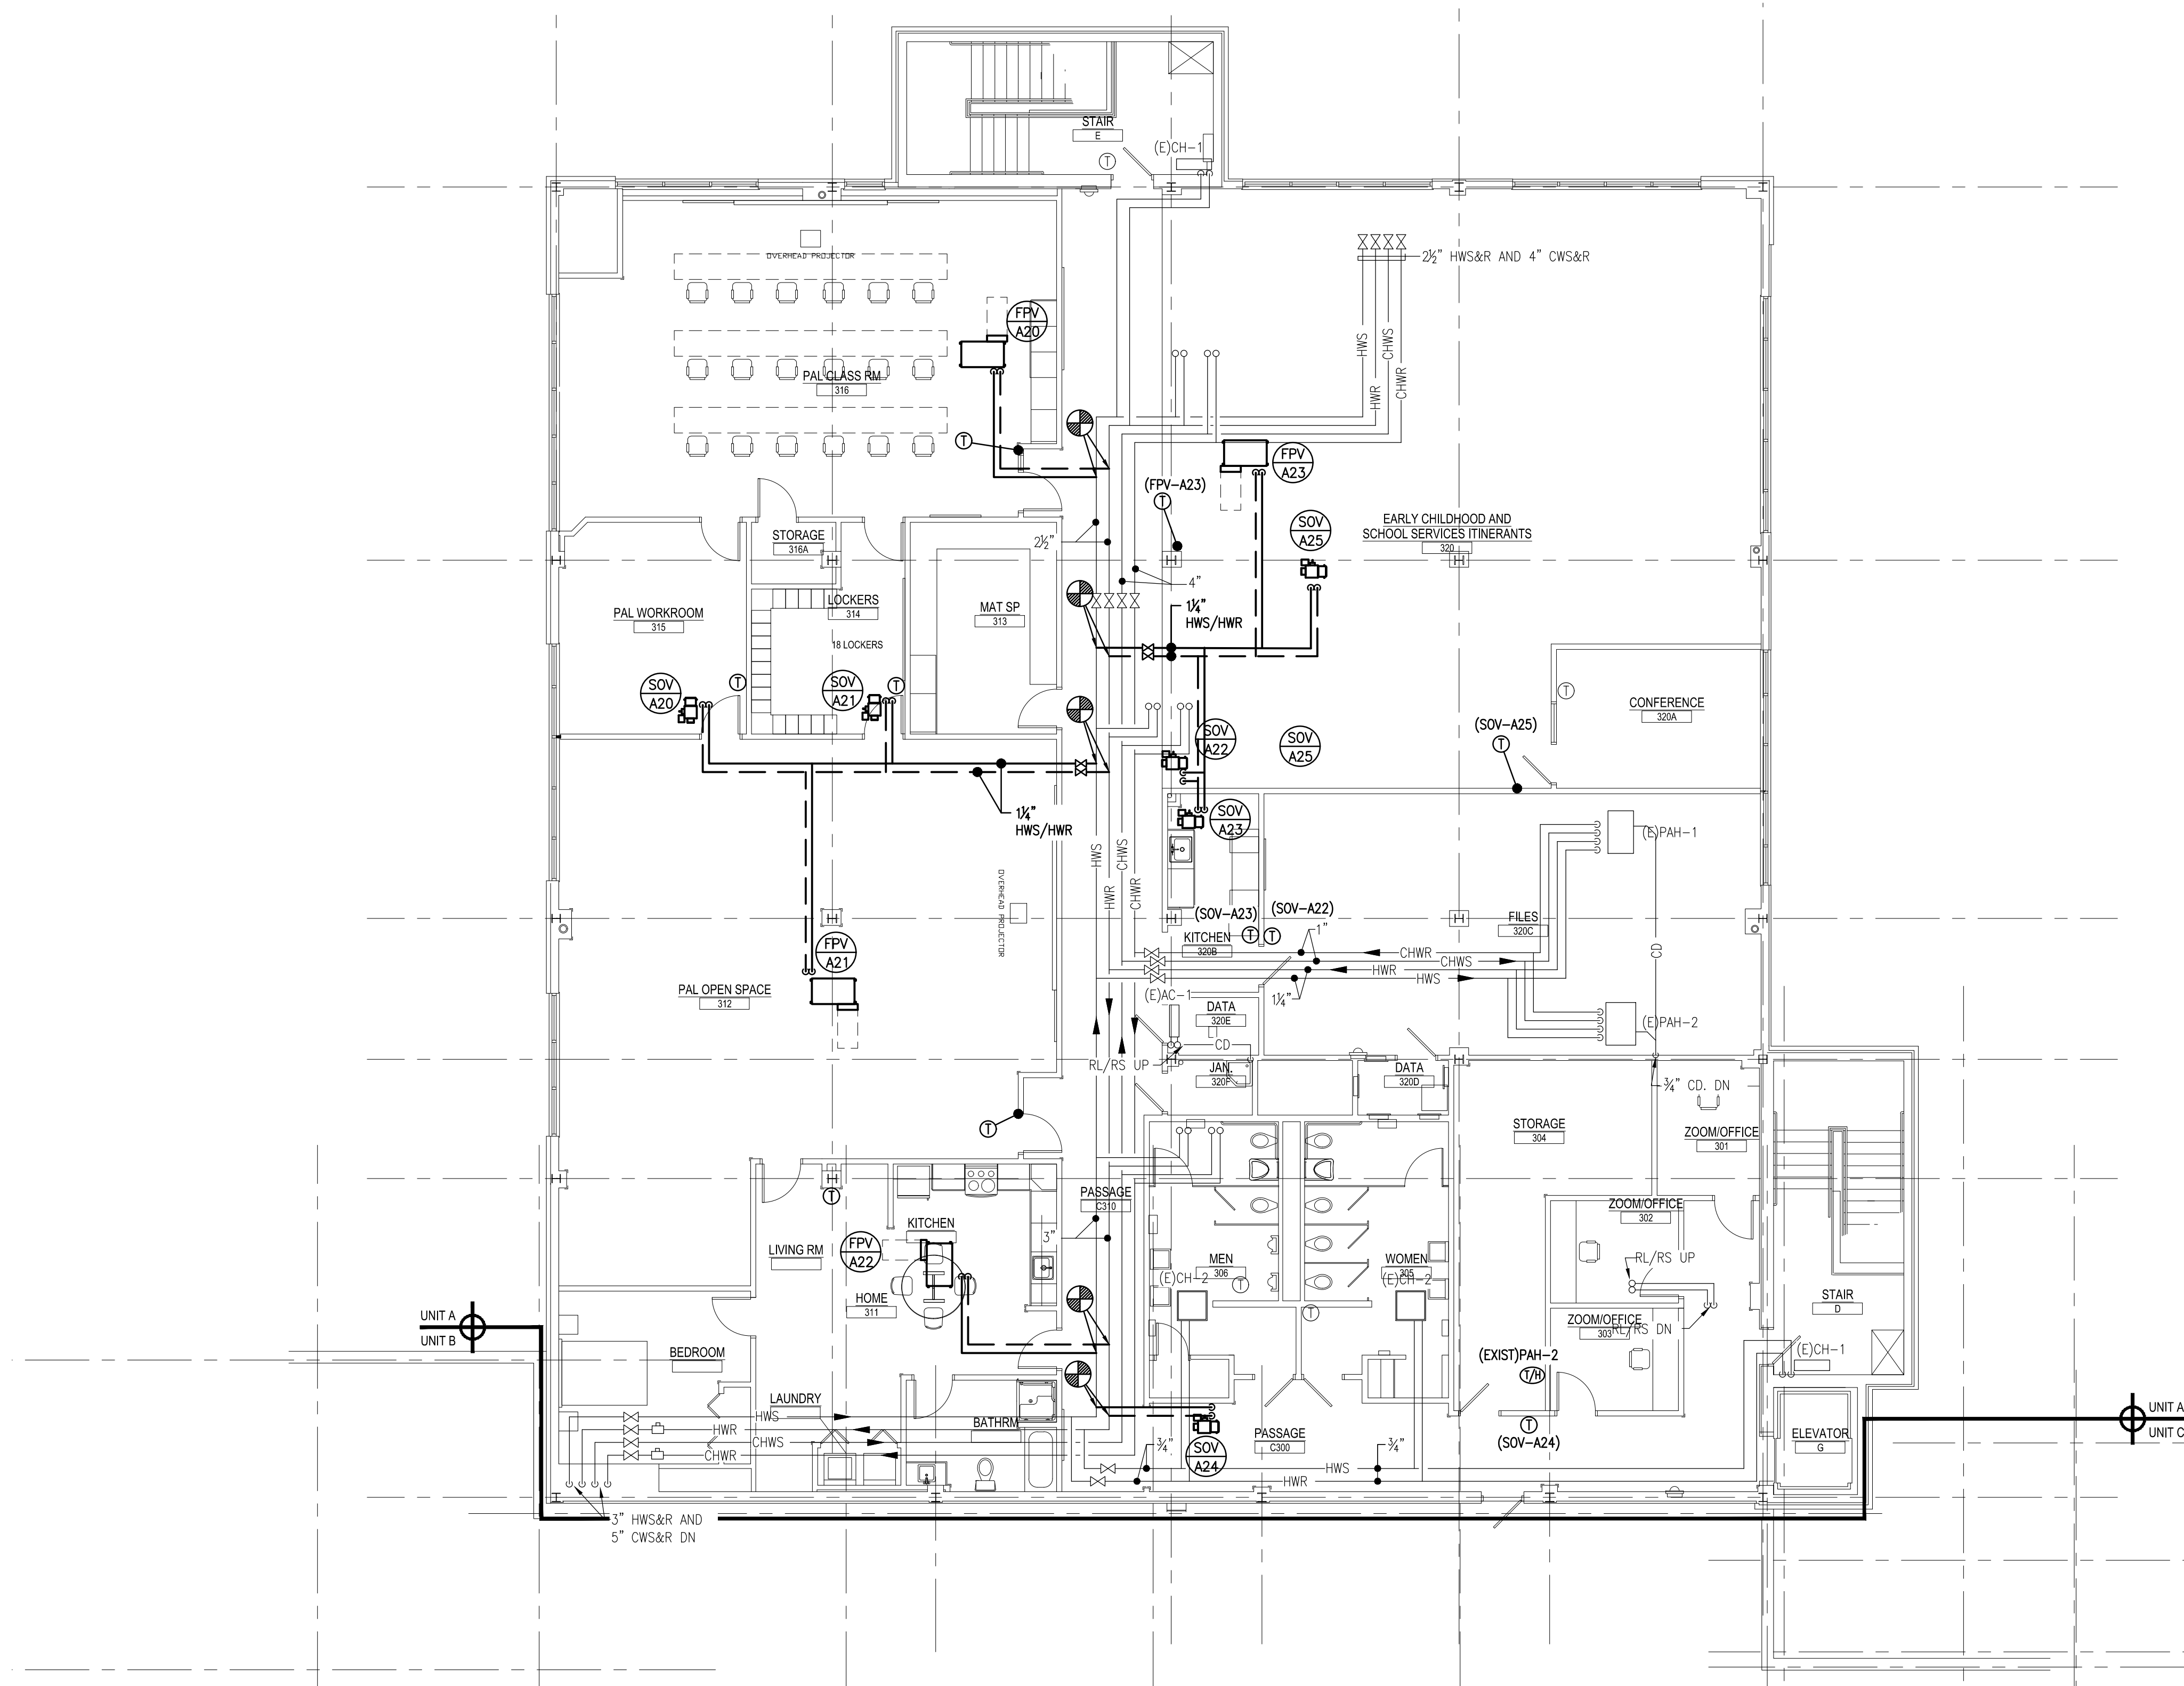 STAIR
E
(E)CH-1
T
OVERHEAD PROJECTOR
2½" HWS&R AND 4" CWS&R
FPV
A20
HWS
HWR
CHWS
CHWR
PAL CLASS RM
316
T
FPV
A23
(FPV-A23)
T
SOV
A25
EARLY CHILDHOOD AND
SCHOOL SERVICES ITINERANTS
320
STORAGE
316A
2½"
4"
LOCKERS
314
18 LOCKERS
MAT SP
313
PAL WORKROOM
315
1¼"
HWS/HWR
SOV
A20
T
SOV
A21
T
T
CONFERENCE
320A
(SOV-A25)
T
SOV
A22
SOV
A25
1¼"
HWS/HWR
SOV
A23
(E)PAH-1
HWS
HWR
CHWS
CHWR
OVERHEAD PROJECTOR
(SOV-A23)
(SOV-A22)
T
T
KITCHEN
320B
1"
FILES
320C
CHWR
CHWS
HWR
HWS
1¼"
CD
FPV
A21
PAL OPEN SPACE
312
(E)AC-1
DATA
320E
CD
RL/RS UP
(E)PAH-2
JAN.
320F
DATA
320D
¾" CD. DN
T
STORAGE
304
ZOOM/OFFICE
301
T
PASSAGE
C310
3"
KITCHEN
LIVING RM
FPV
A22
HOME
311
MEN
306
(E)CH-2
T
WOMEN
305
(E)CH-2
T
ZOOM/OFFICE
302
RL/RS UP
ZOOM/OFFICE
303
RL/RS DN
STAIR
D
(E)CH-1
UNIT A
UNIT B
BEDROOM
(EXIST)PAH-2
T/H
LAUNDRY
BATHRM
HWS
HWR
CHWS
CHWR
SOV
A24
¾"
PASSAGE
C300
¾"
HWS
HWR
T
(SOV-A24)
ELEVATOR
G
UNIT A
UNIT C
3" HWS&R AND
5" CWS&R DN